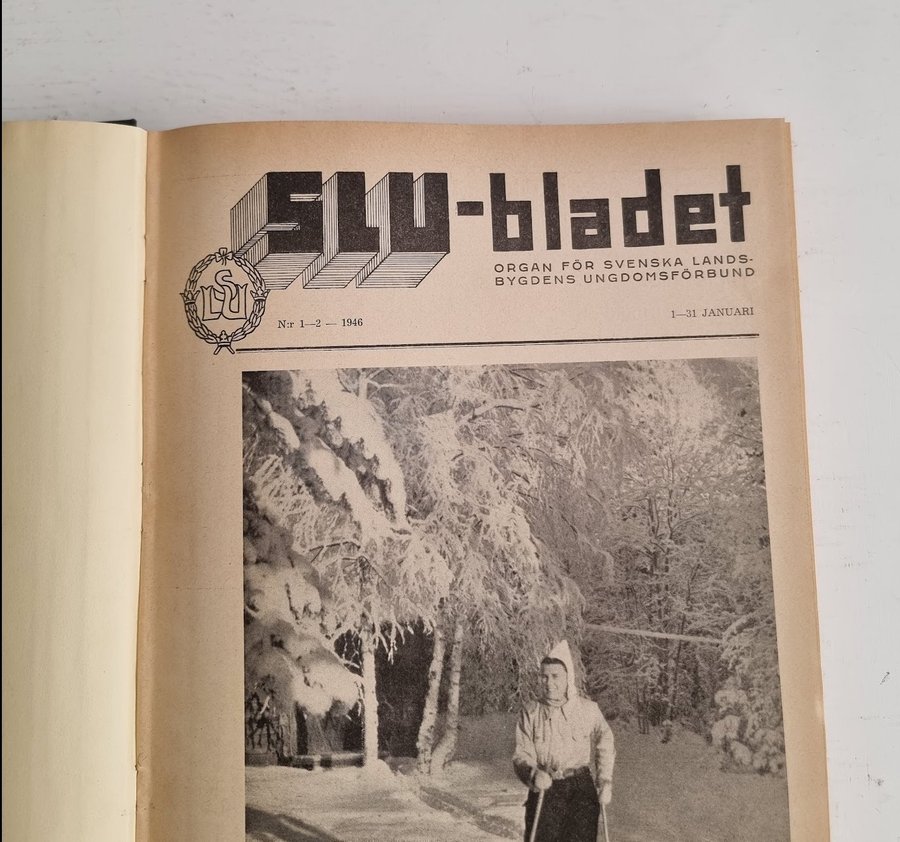 SLU-bladet
ORGAN FÖR SVENSKA LANDS-
BYGDENS UNGDOMSFÖRBUND
SLU
N:r 1—2 — 1946
1—31 JANUARI